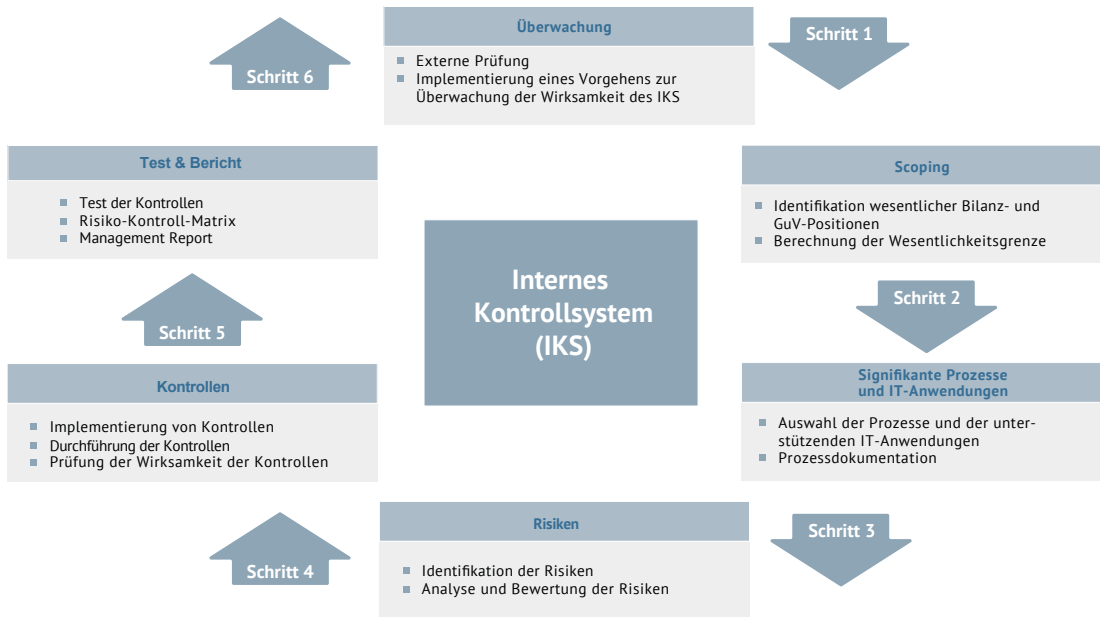 Überwachung
Externe Prüfung
Implementierung eines Vorgehens zur
Überwachung der Wirksamkeit des IKS
Schritt 1
Scoping
Identifikation wesentlicher Bilanz- und
GuV-Positionen
Berechnung der Wesentlichkeitsgrenze
Schritt 2
Signifikante Prozesse
und IT-Anwendungen
Auswahl der Prozesse und der unter-
stützenden IT-Anwendungen
Prozessdokumentation
Schritt 3
Risiken
Identifikation der Risiken
Analyse und Bewertung der Risiken
Schritt 4
Kontrollen
Implementierung von Kontrollen
Durchführung der Kontrollen
Prüfung der Wirksamkeit der Kontrollen
Schritt 5
Test & Bericht
Test der Kontrollen
Risiko-Kontroll-Matrix
Management Report
Schritt 6
Internes
Kontrollsystem
(IKS)